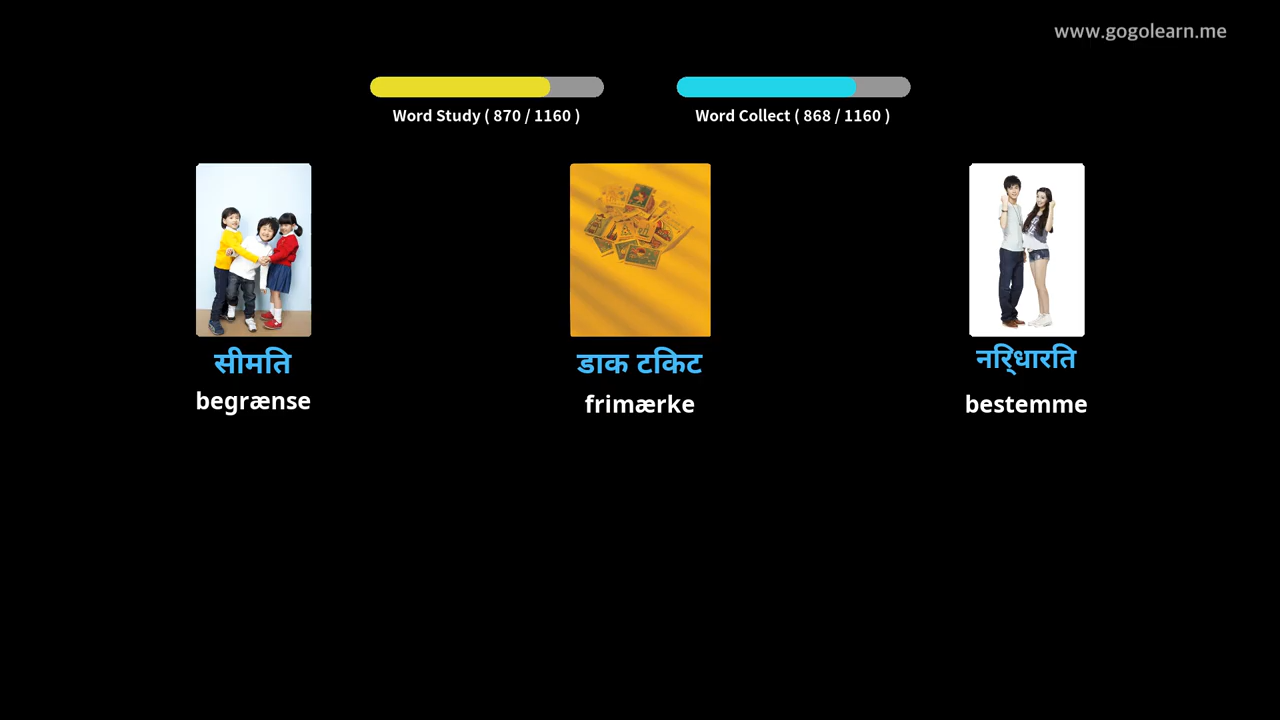 www.gogolearn.me
Word Study ( 870 / 1160 )
Word Collect ( 868 / 1160 )
सीमति
डाक टकिट
नरि्धारति
begrænse
frimærke
bestemme